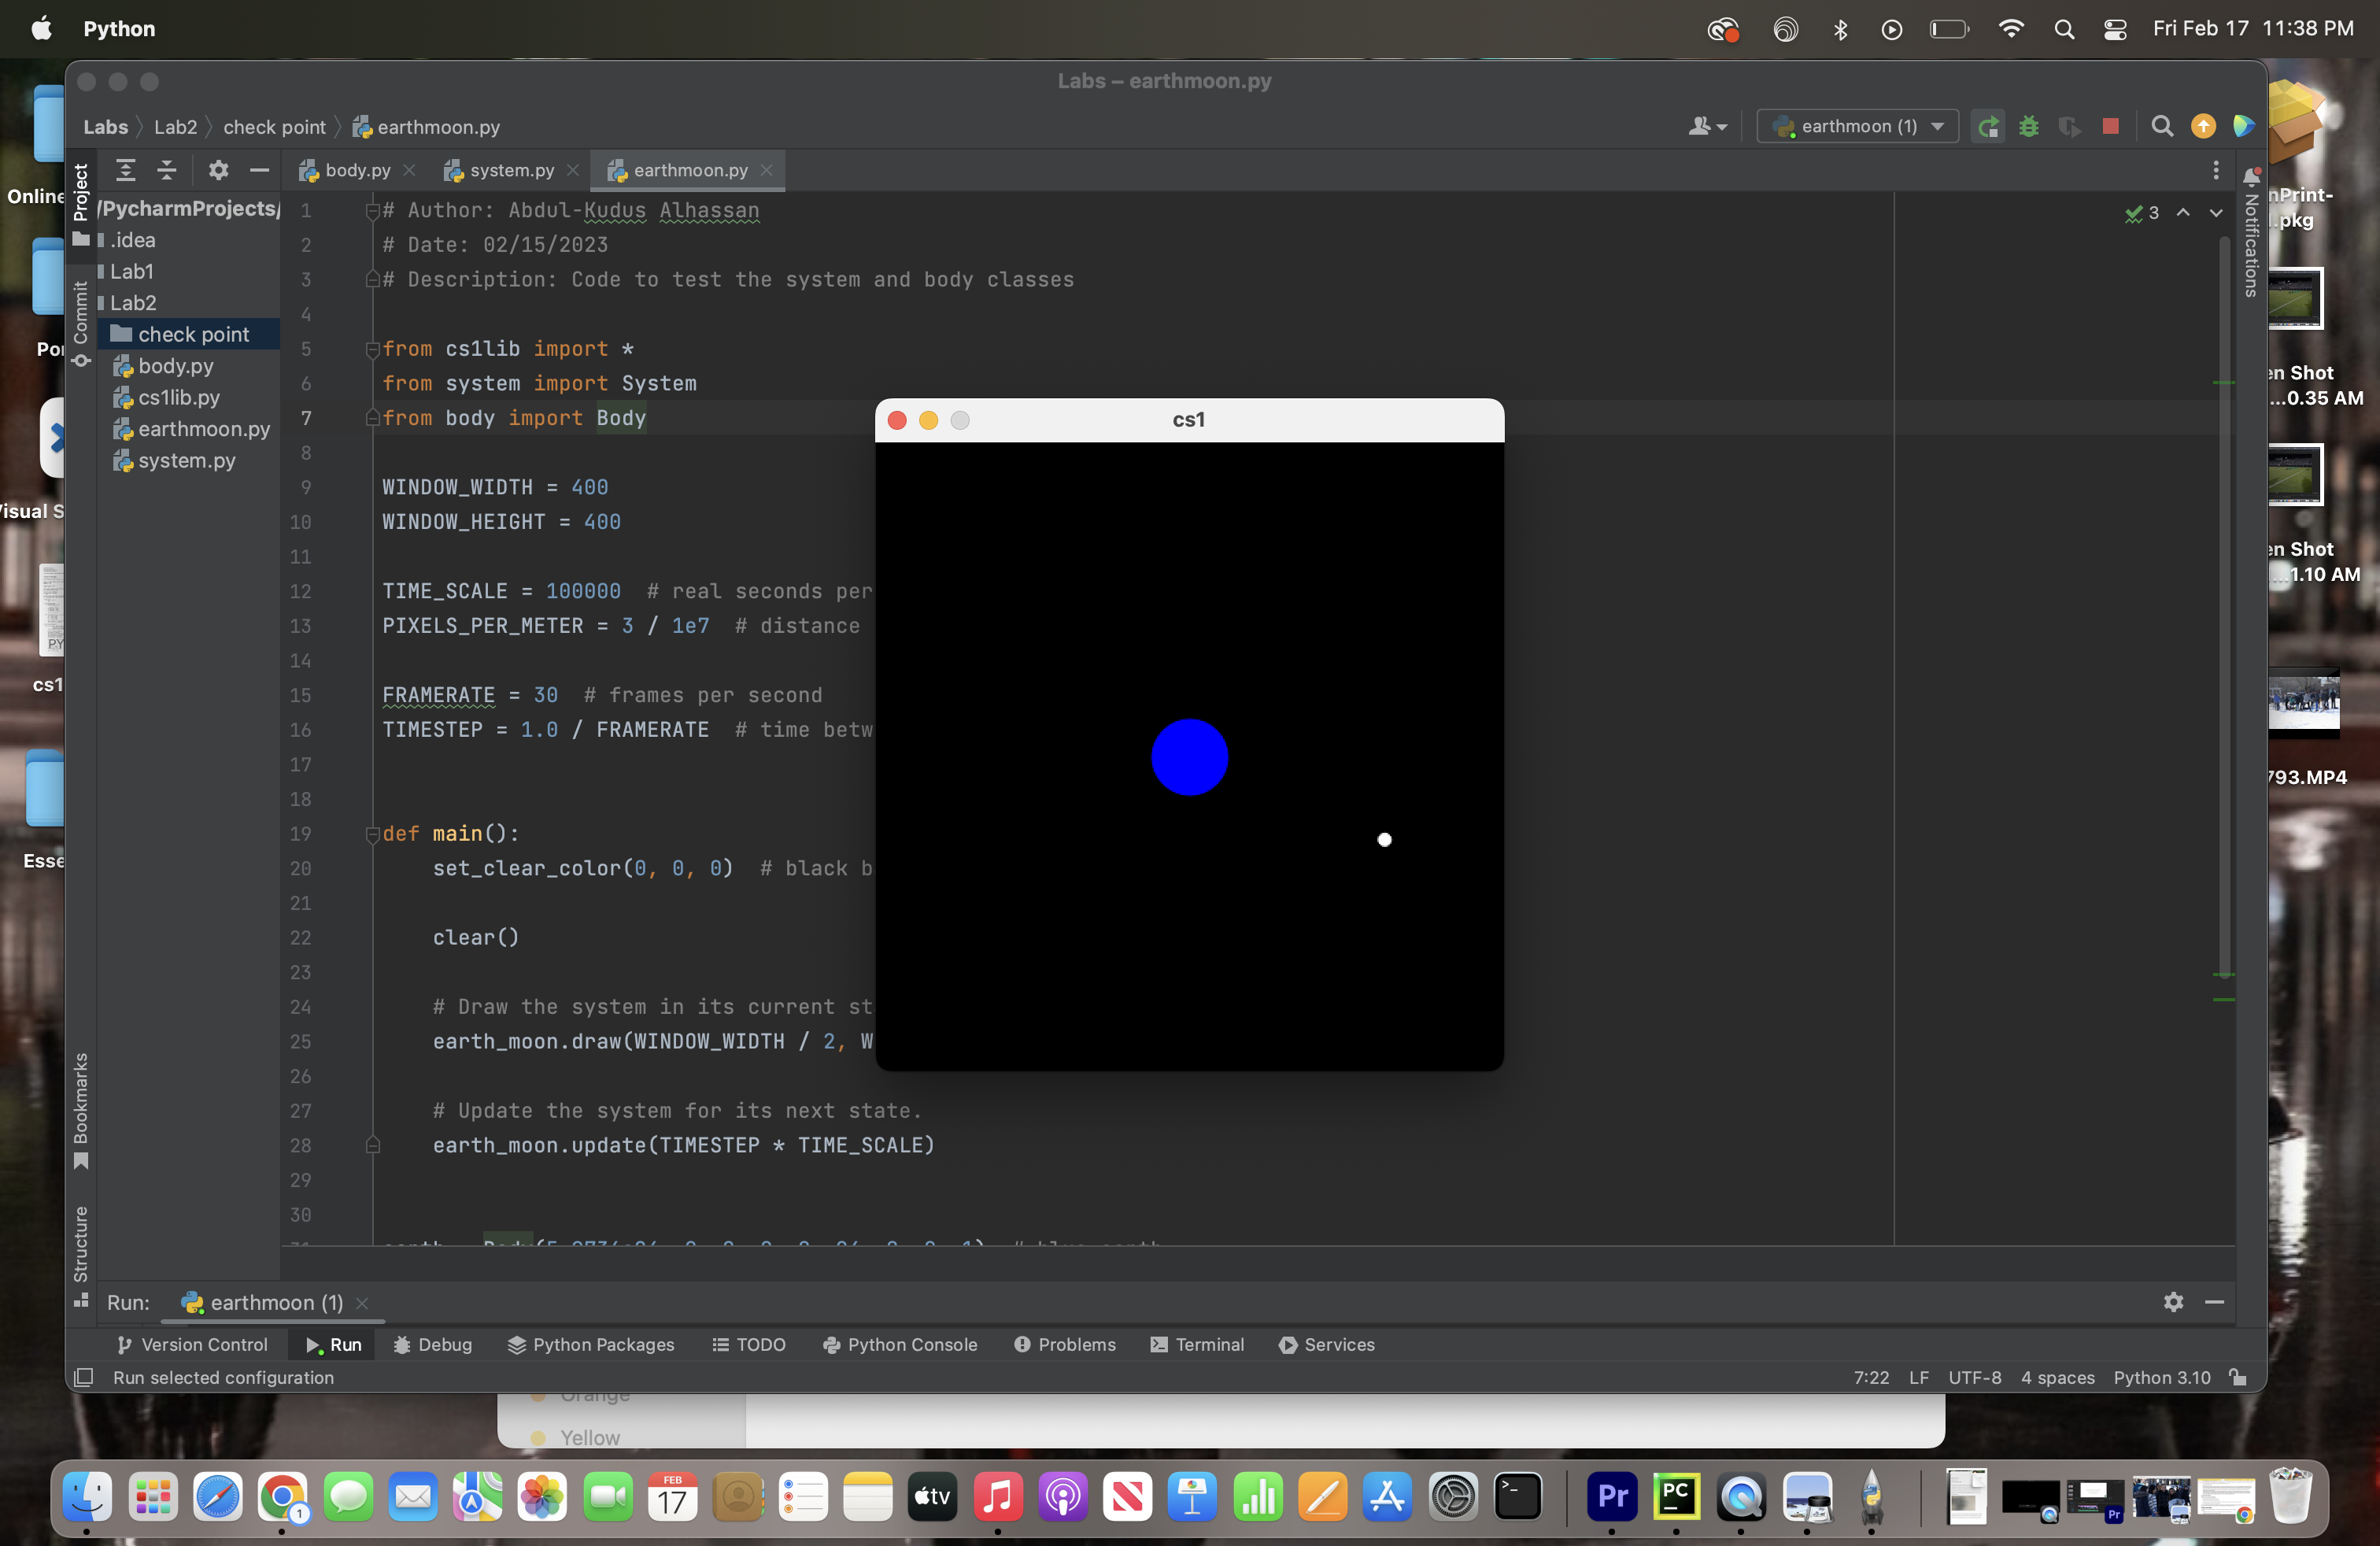 Python
Fri Feb 17 11:38 PM
Labs – earthmoon.py
Labs
Lab2
check point
earthmoon.py
earthmoon (1)
body.py
system.py
earthmoon.py
Project
Commit
Bookmarks
Structure
Notifications
/PycharmProjects/
.idea
Lab1
Lab2
check point
body.py
cs1lib.py
earthmoon.py
system.py
3
1 # Author: Abdul-Kudus Alhassan
2 # Date: 02/15/2023
3 # Description: Code to test the system and body classes
4
5 from cs1lib import *
6 from system import System
7 from body import Body
8
9 WINDOW_WIDTH = 400
10 WINDOW_HEIGHT = 400
11
12 TIME_SCALE = 100000 # real seconds per
13 PIXELS_PER_METER = 3 / 1e7 # distance
14
15 FRAMERATE = 30 # frames per second
16 TIMESTEP = 1.0 / FRAMERATE # time betw
17
18
19 def main():
20 set_clear_color(0, 0, 0) # black b
21
22 clear()
23
24 # Draw the system in its current st
25 earth_moon.draw(WINDOW_WIDTH / 2, W
26
27 # Update the system for its next state.
28 earth_moon.update(TIMESTEP * TIME_SCALE)
29
30
cs1
Run:
earthmoon (1)
Version Control
Run
Debug
Python Packages
TODO
Python Console
Problems
Terminal
Services
Run selected configuration
7:22
LF
UTF-8
4 spaces
Python 3.10
Online
Por
isual S
PY
cs1
Esse
nPrint-
.pkg
en Shot
...0.35 AM
en Shot
...1.10 AM
793.MP4
Orange
Yellow
1
FEB
17
tv
Pr
PC
Pr